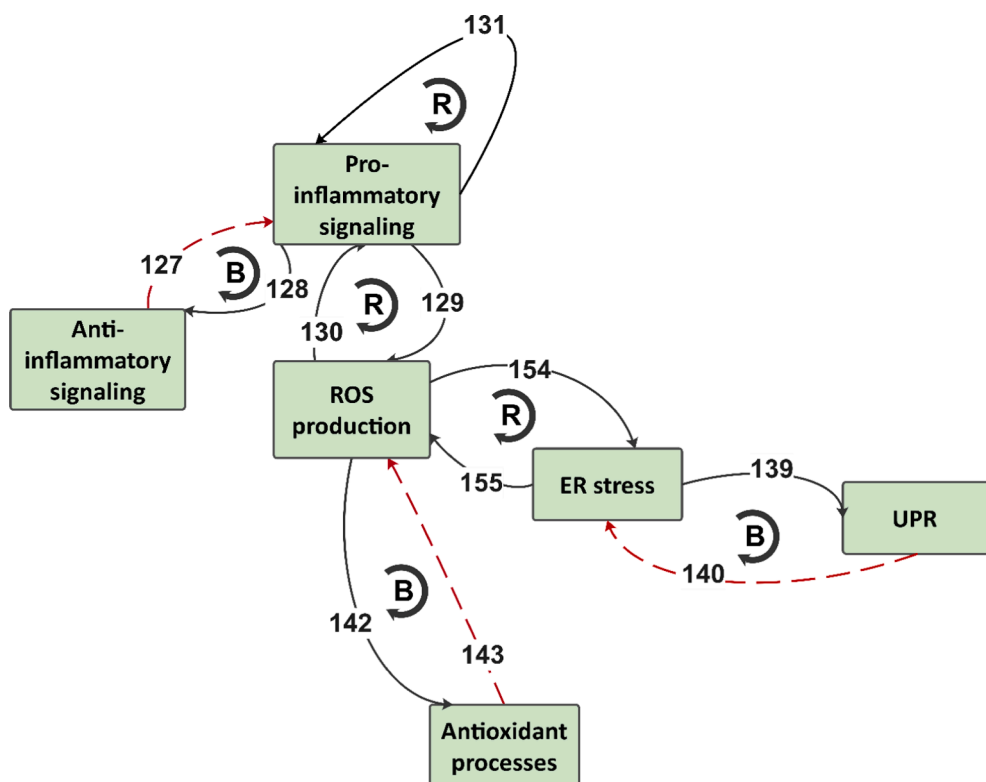 131
R
Pro-
inflammatory
signaling
127
B
128
130
R
129
Anti-
inflammatory
signaling
ROS
production
154
R
155
ER stress
139
UPR
B
140
142
B
143
Antioxidant
processes